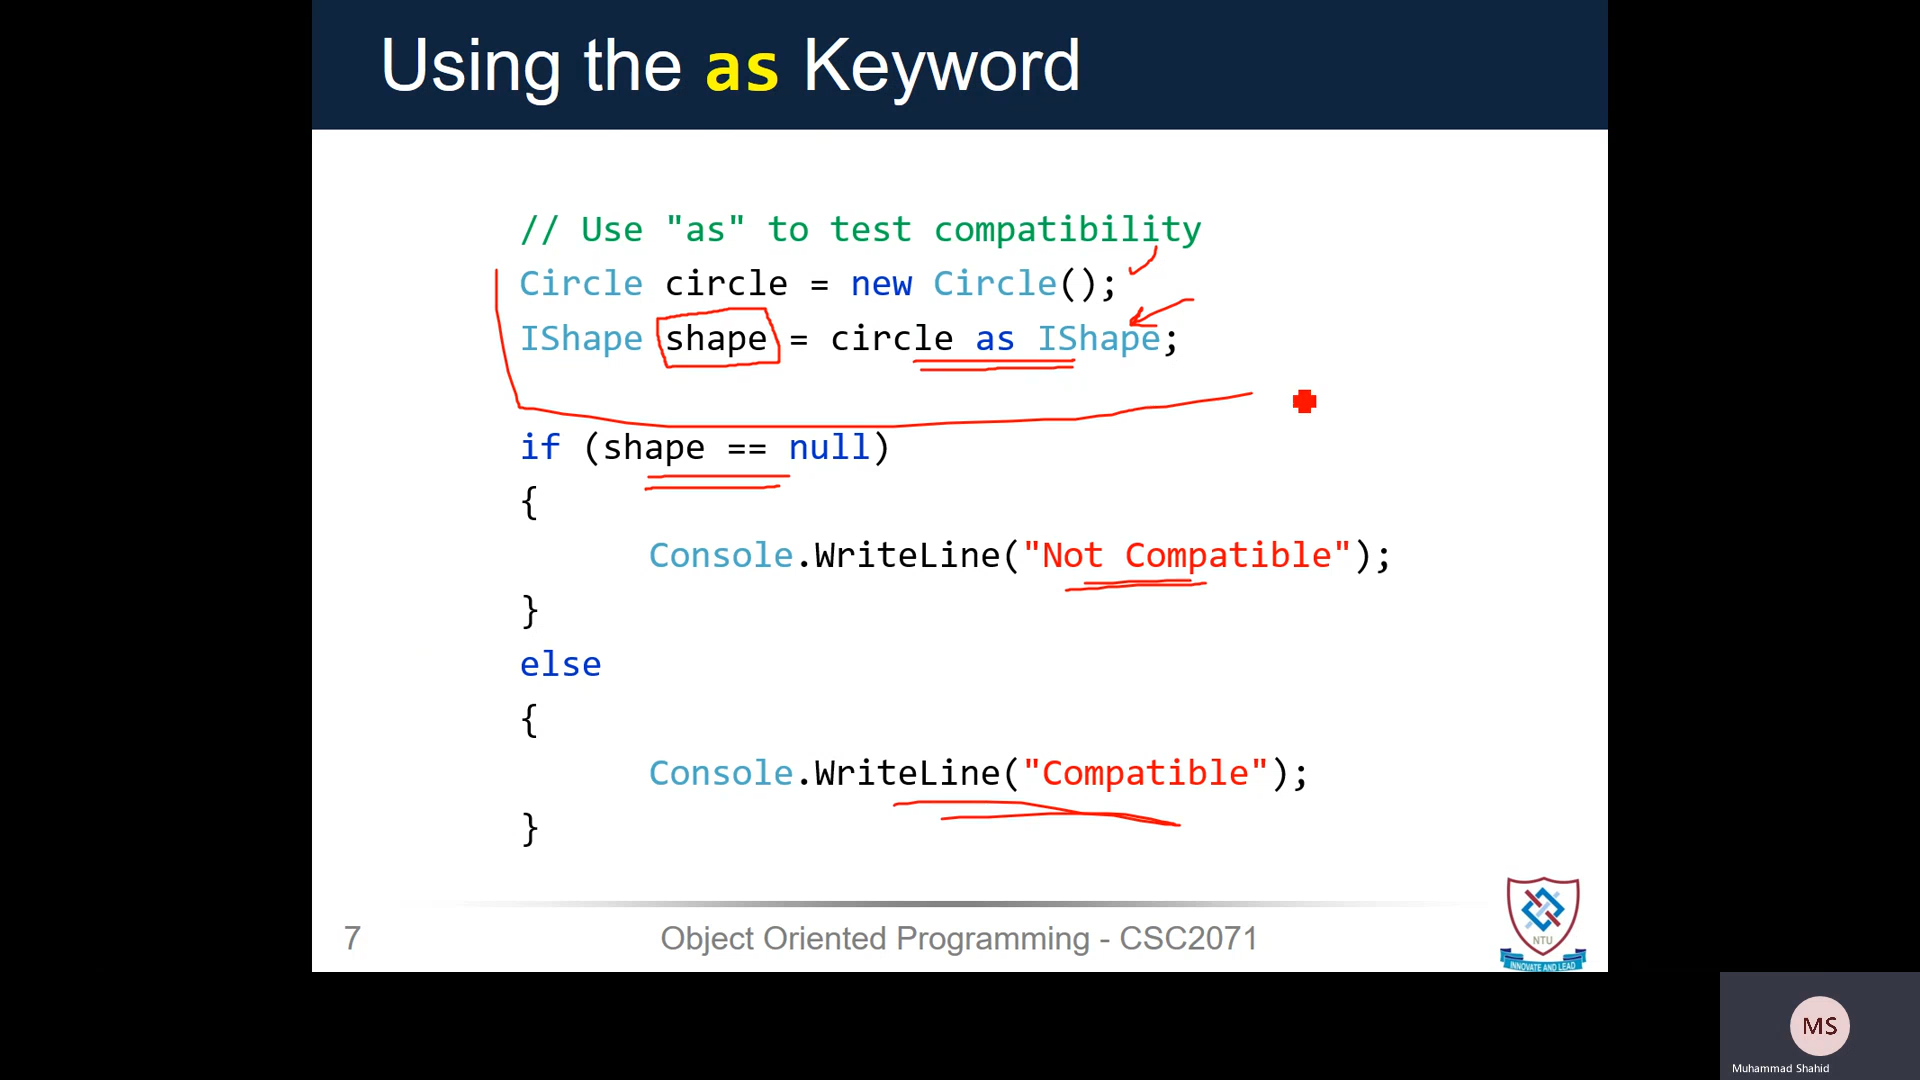 Using the as Keyword
// Use "as" to test compatibility
Circle circle = new Circle();
IShape shape = circle as IShape;
if (shape == null)
{
Console.WriteLine("Not Compatible");
}
else
{
Console.WriteLine("Compatible");
}
7
Object Oriented Programming - CSC2071
NTU
INNOVATE AND LEAD
MS
Muhammad Shahid